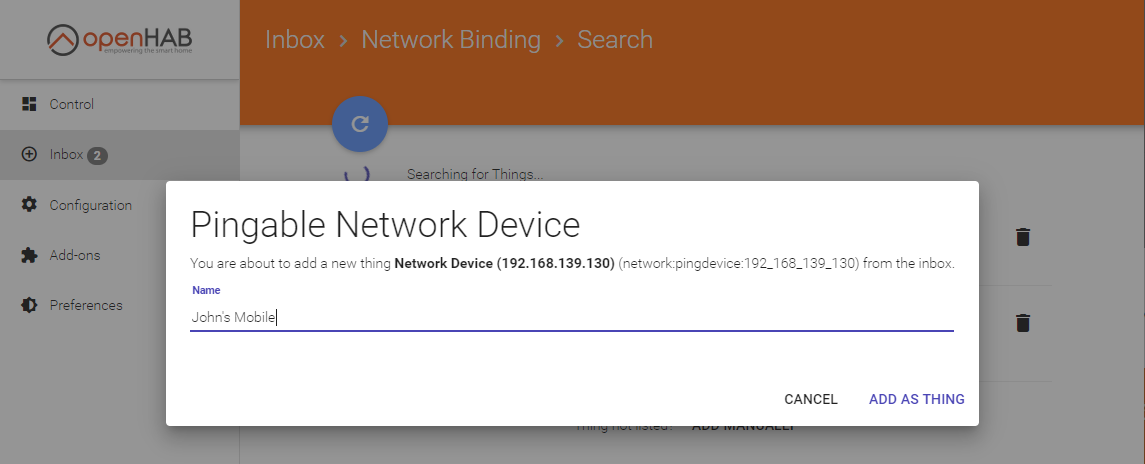 openHAB
empowering the smart home
Inbox > Network Binding > Search
Control
Inbox 2
Searching for Things...
Configuration
Add-ons
Preferences
Pingable Network Device
You are about to add a new thing Network Device (192.168.139.130) (network:pingdevice:192_168_139_130) from the inbox.
Name
John's Mobile
CANCEL ADD AS THING
Thing not listed? ADD MANUALLY